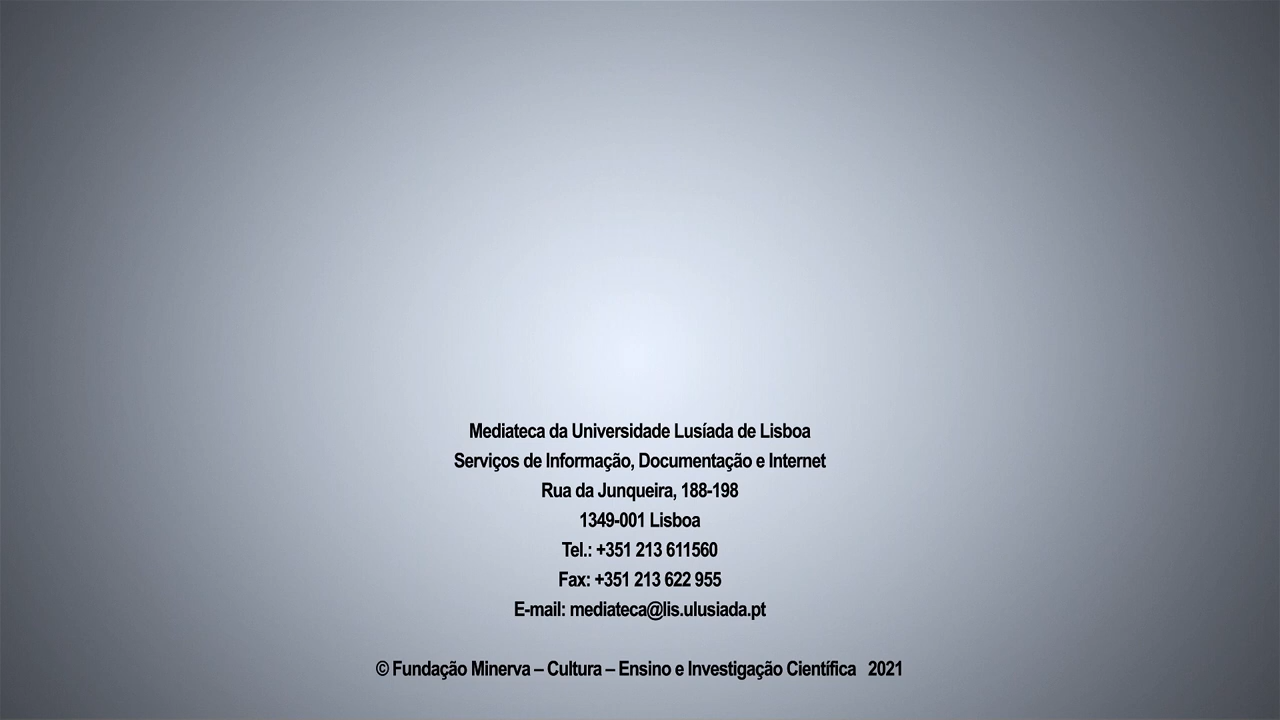 Mediateca da Universidade Lusíada de Lisboa
Serviços de Informação, Documentação e Internet
Rua da Junqueira, 188-198
1349-001 Lisboa
Tel.: +351 213 611560
Fax: +351 213 622 955
E-mail: mediateca@lis.ulusiada.pt
© Fundação Minerva – Cultura – Ensino e Investigação Científica 2021